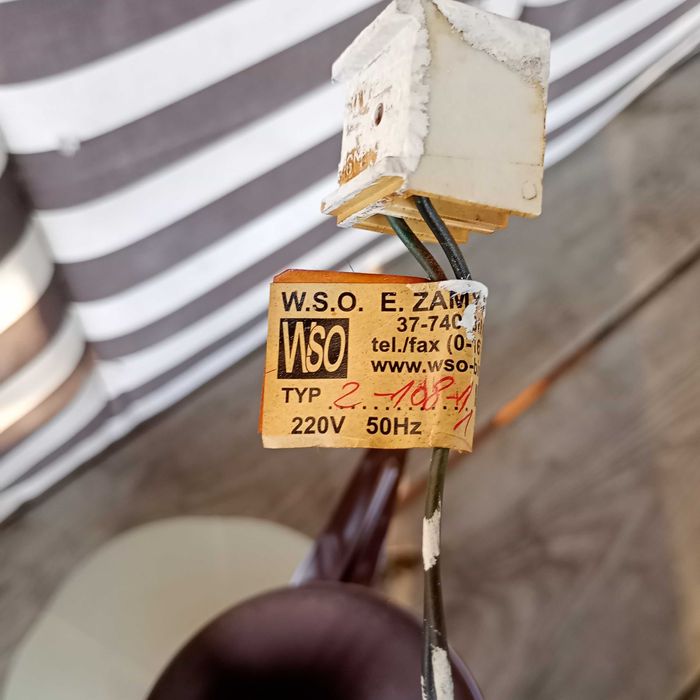 W.S.O. E. ZAM
37-740
WSO
tel./fax (0-
www.wso-
TYP 2-108-1
220V 50Hz